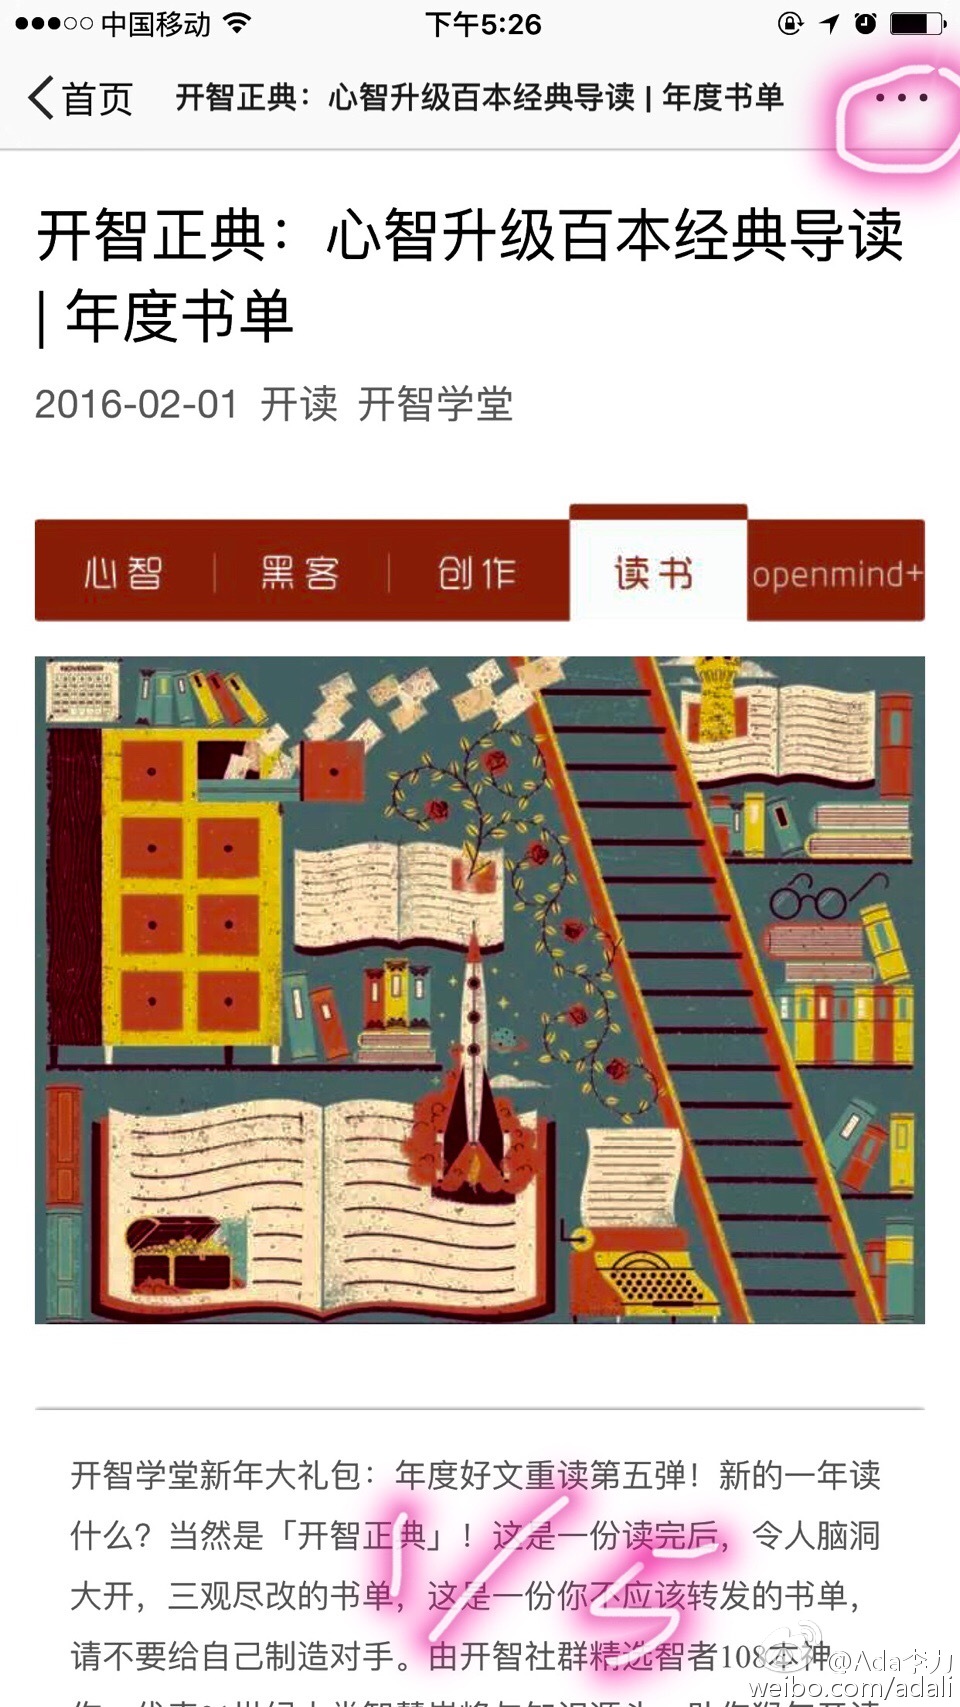 中国移动 下午5:26
首页 开智正典：心智升级百本经典导读 | 年度书单
开智正典：心智升级百本经典导读
| 年度书单
2016-02-01 开读 开智学堂
心智 黑客 创作 读书 openmind+
NOVEMBER
开智学堂新年大礼包：年度好文重读第五弹！新的一年读
什么？当然是「开智正典」！这是一份读完后，令人脑洞
大开，三观尽改的书单，这是一份你不应该转发的书单，
请不要给自己制造对手。由开智社群精选智者108本神
1/5
@Ada李力
weibo.com/adali